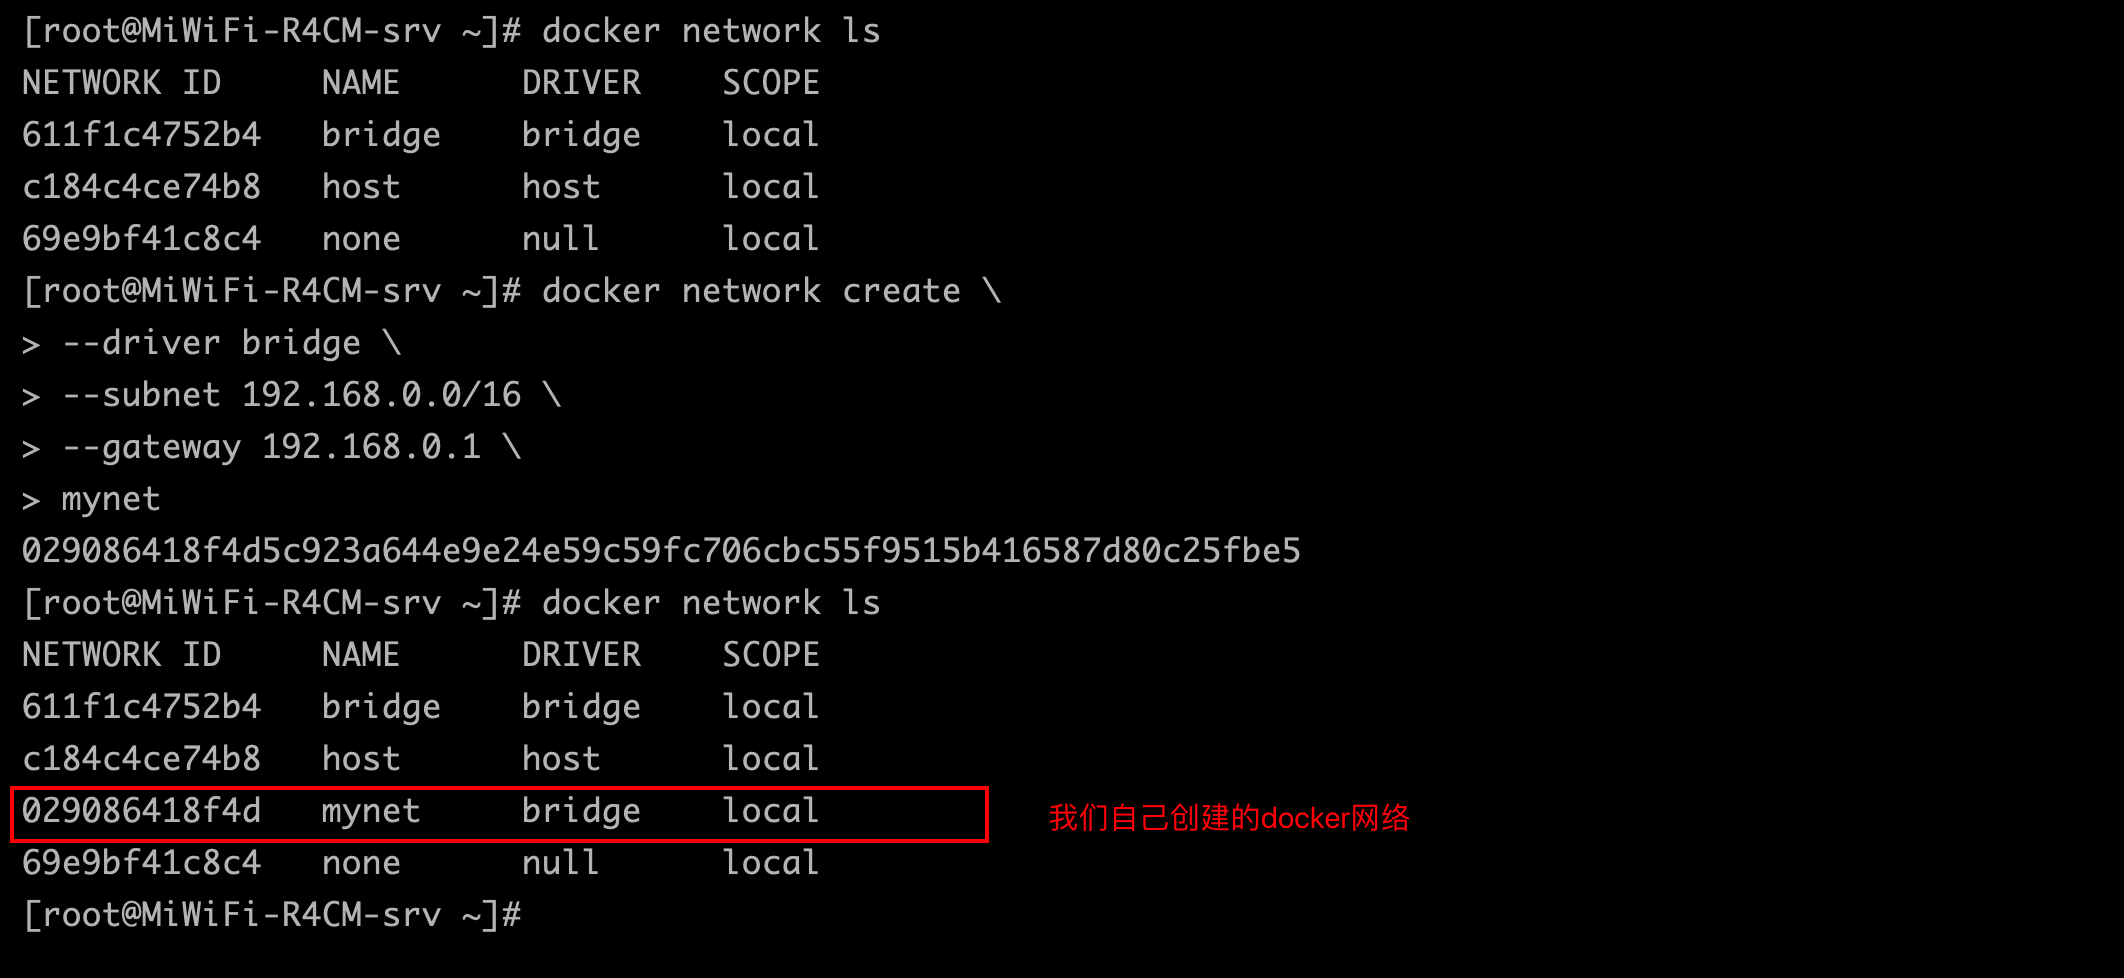 [root@MiWiFi-R4CM-srv ~]# docker network ls
NETWORK ID     NAME      DRIVER    SCOPE
611f1c4752b4   bridge    bridge    local
c184c4ce74b8   host      host      local
69e9bf41c8c4   none      null      local
[root@MiWiFi-R4CM-srv ~]# docker network create \
> --driver bridge \
> --subnet 192.168.0.0/16 \
> --gateway 192.168.0.1 \
> mynet
029086418f4d5c923a644e9e24e59c59fc706cbc55f9515b416587d80c25fbe5
[root@MiWiFi-R4CM-srv ~]# docker network ls
NETWORK ID     NAME      DRIVER    SCOPE
611f1c4752b4   bridge    bridge    local
c184c4ce74b8   host      host      local
029086418f4d   mynet     bridge    local 我们自己创建的docker网络
69e9bf41c8c4   none      null      local
[root@MiWiFi-R4CM-srv ~]#